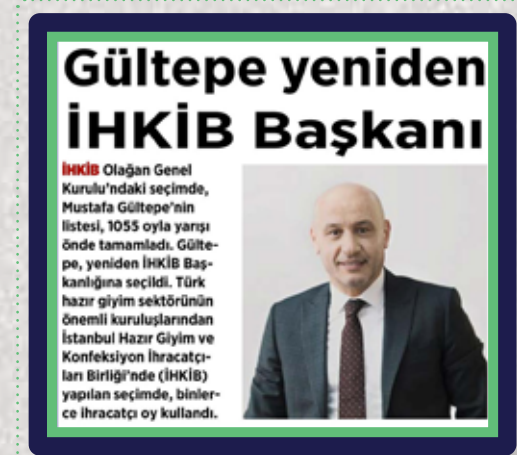 Gültepe yeniden
İHKİB Başkanı
İHKİB Olağan Genel
Kurulu'ndaki seçimde,
Mustafa Gültepe'nin
listesi, 1055 oyla yarışı
önde tamamladı. Gülte-
pe, yeniden İHKİB Baş-
kanlığına seçildi. Türk
hazır giyim sektörünün
önemli kuruluşlarından
İstanbul Hazır Giyim ve
Konfeksiyon İhracatçı-
ları Birliği'nde (İHKİB)
yapılan seçimde, binler-
ce ihracatçı oy kullandı.